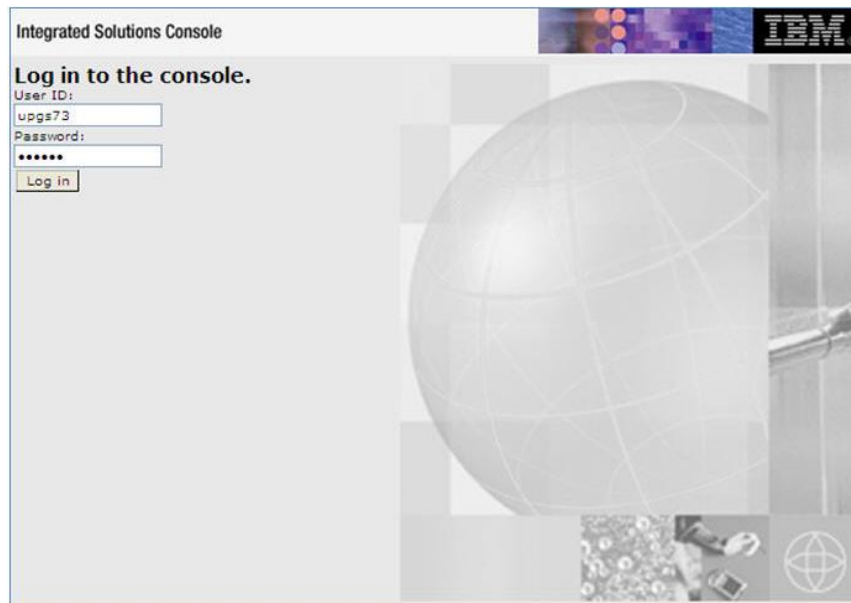 Integrated Solutions Console
IBM.
Log in to the console.
User ID:
upgs73
Password:
••••••
Log in